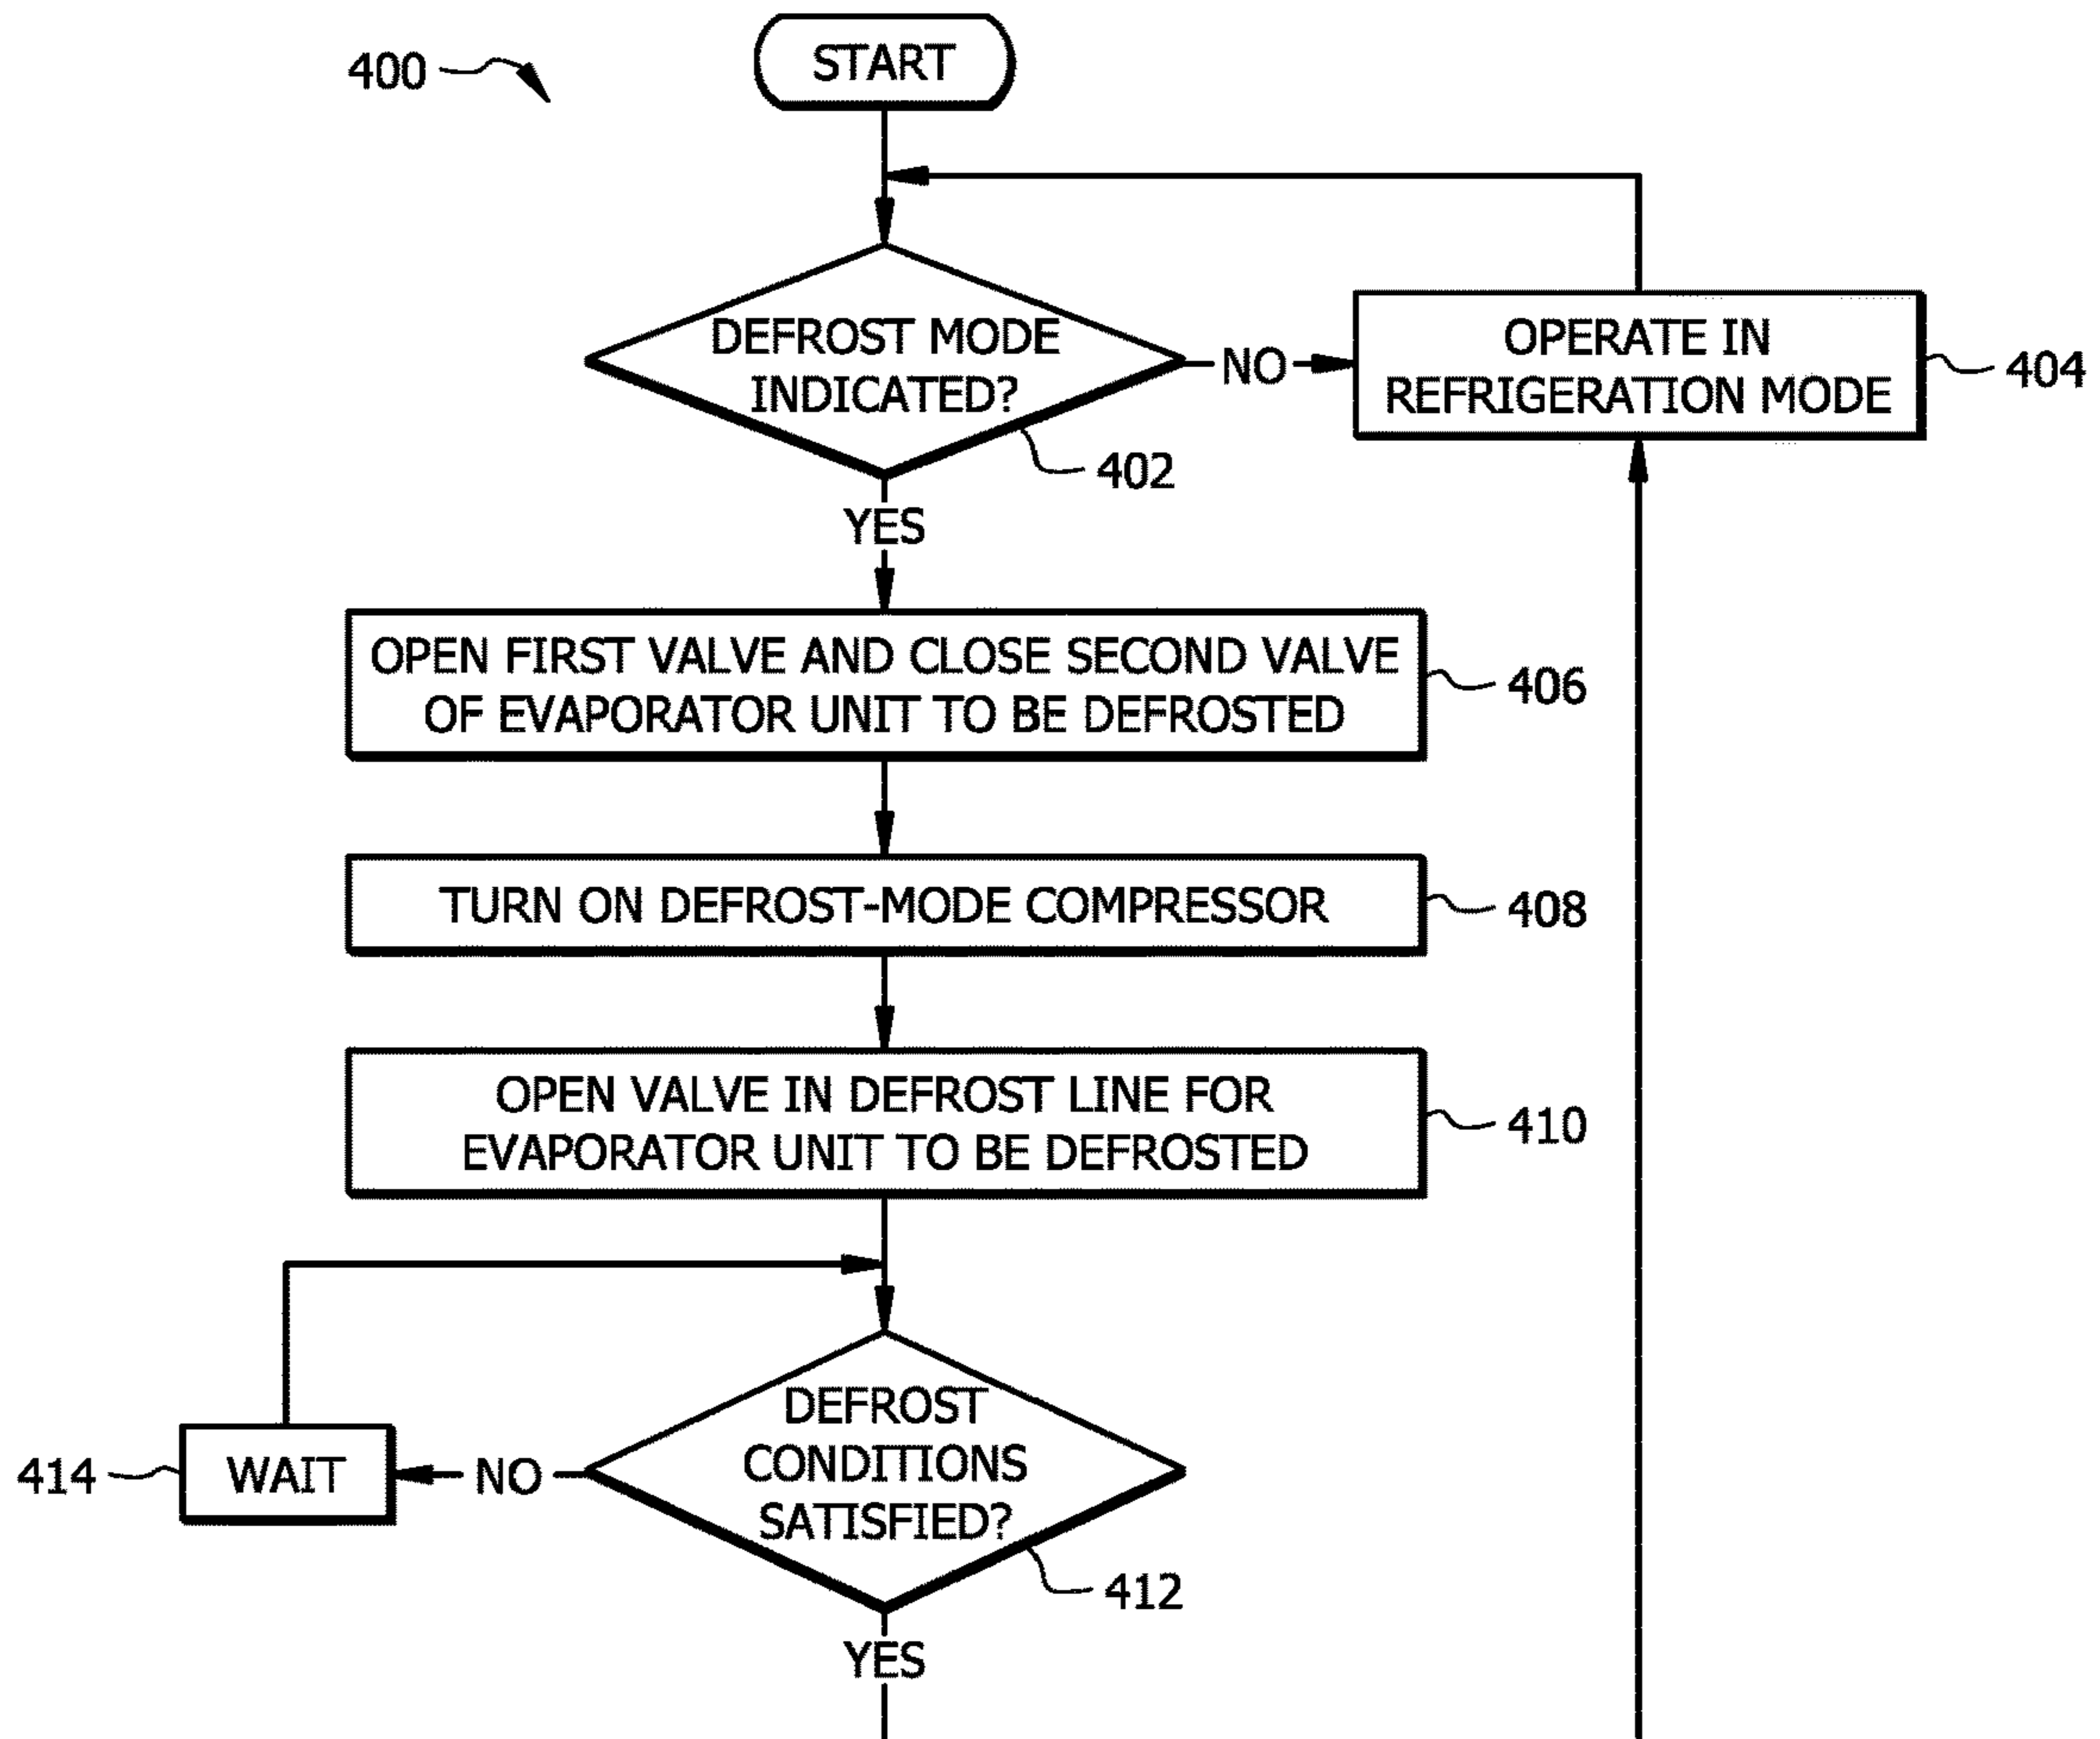 400
START
DEFROST MODE
INDICATED?
402
NO
OPERATE IN
REFRIGERATION MODE
404
YES
OPEN FIRST VALVE AND CLOSE SECOND VALVE
OF EVAPORATOR UNIT TO BE DEFROSTED
406
TURN ON DEFROST-MODE COMPRESSOR
408
OPEN VALVE IN DEFROST LINE FOR
EVAPORATOR UNIT TO BE DEFROSTED
410
DEFROST
CONDITIONS
SATISFIED?
412
NO
WAIT
414
YES